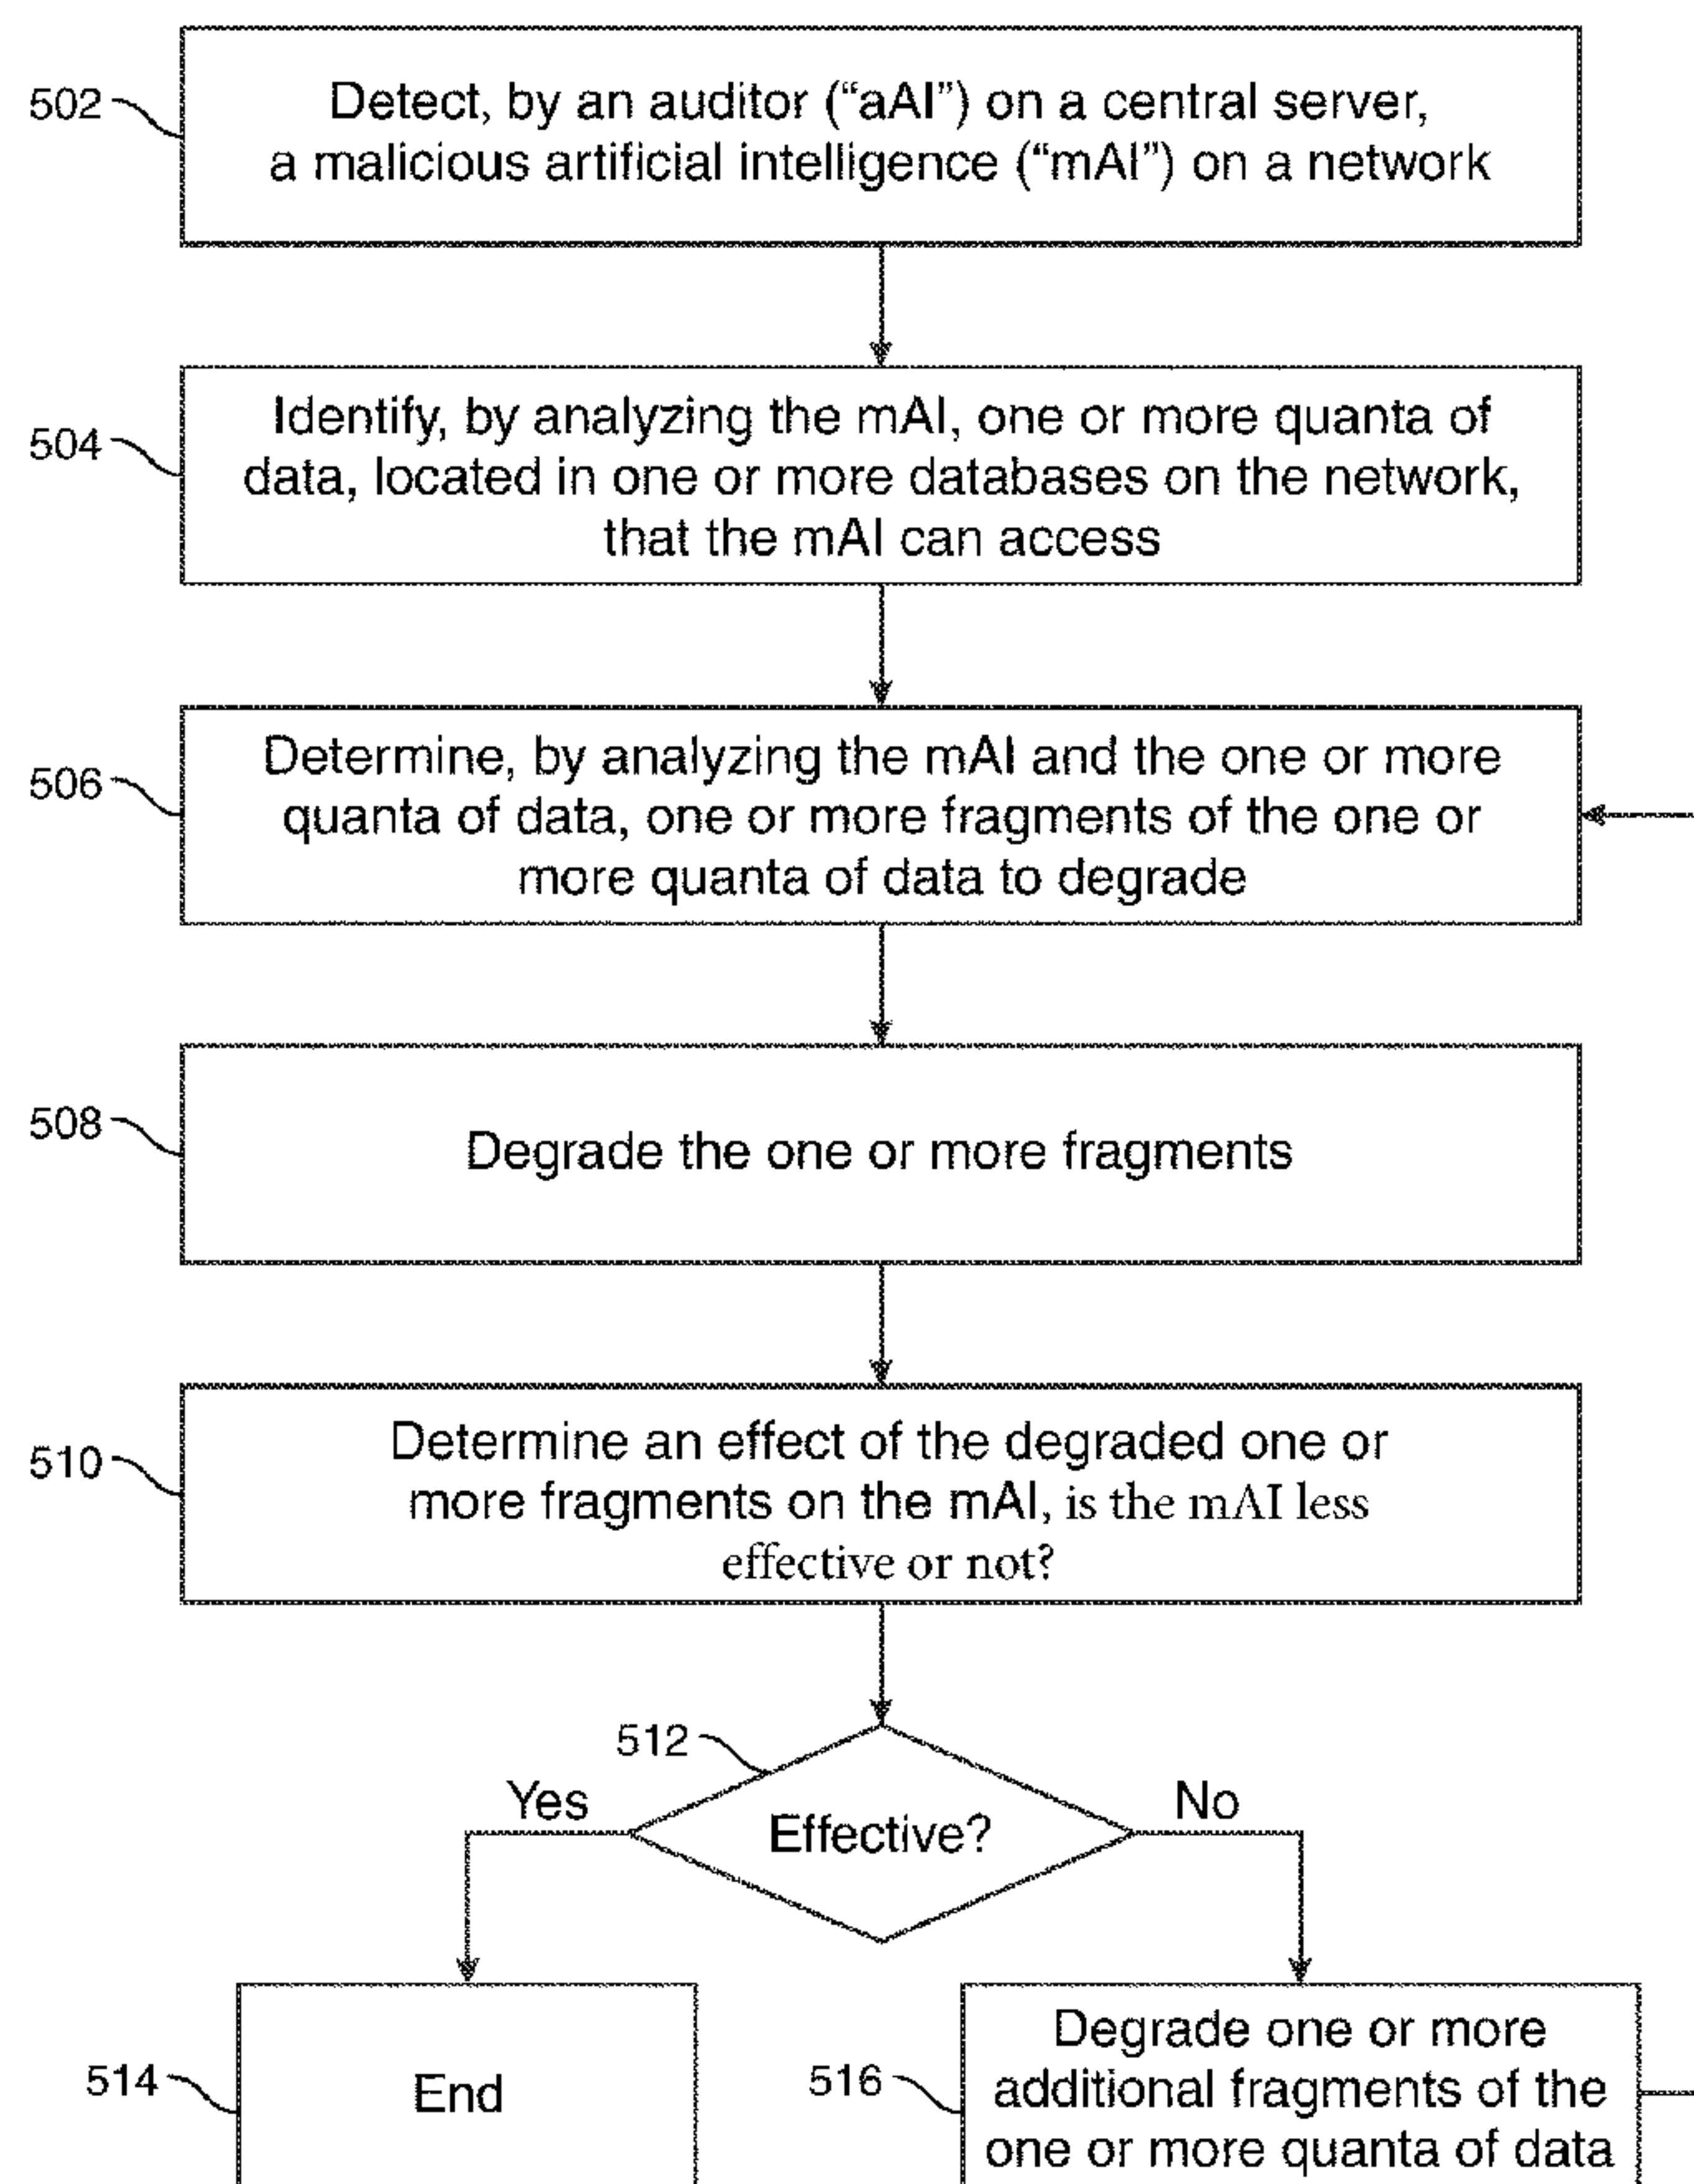 502
Detect, by an auditor (“aAI”) on a central server,
a malicious artificial intelligence (“mAI”) on a network
504
Identify, by analyzing the mAI, one or more quanta of
data, located in one or more databases on the network,
that the mAI can access
506
Determine, by analyzing the mAI and the one or more
quanta of data, one or more fragments of the one or
more quanta of data to degrade
508
Degrade the one or more fragments
510
Determine an effect of the degraded one or
more fragments on the mAI, is the mAI less
effective or not?
512
Yes
Effective?
No
514
End
516
Degrade one or more
additional fragments of the
one or more quanta of data